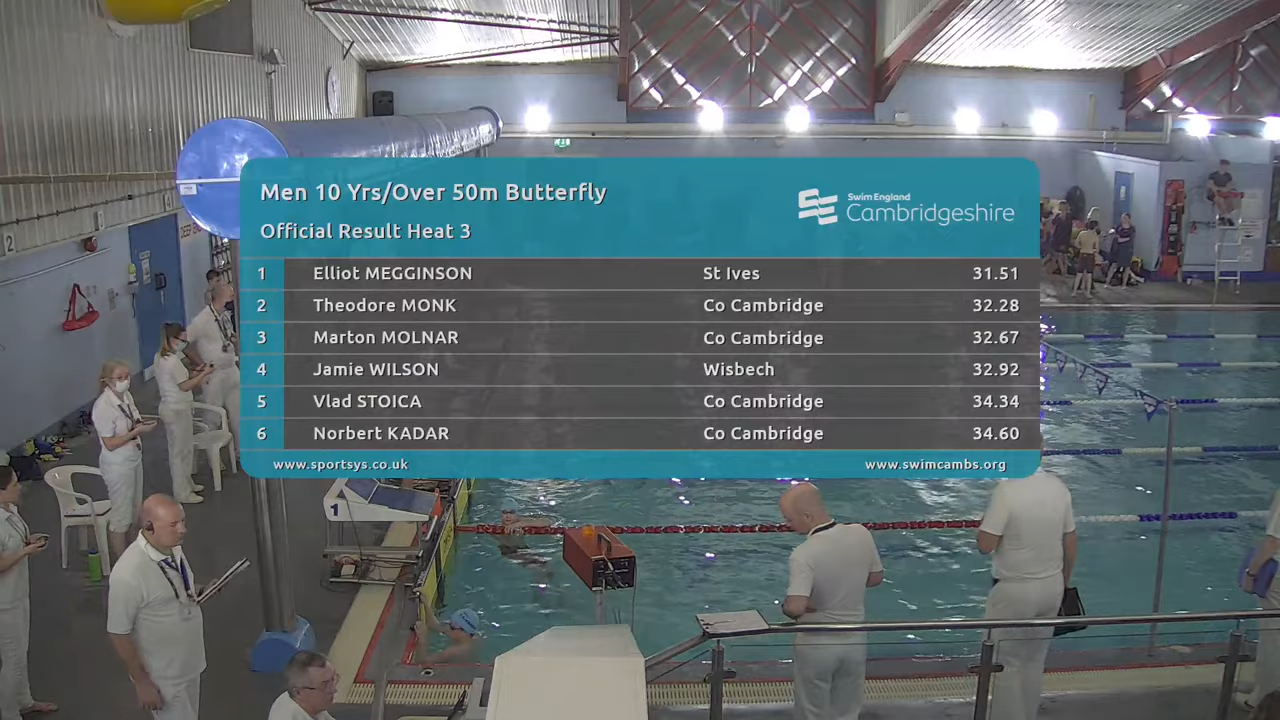 Men 10 Yrs/Over 50m Butterfly
Official Result Heat 3
Swim England
Cambridgeshire
1 Elliot MEGGINSON St Ives 31.51
2 Theodore MONK Co Cambridge 32.28
3 Marton MOLNAR Co Cambridge 32.67
4 Jamie WILSON Wisbech 32.92
5 Vlad STOICA Co Cambridge 34.34
6 Norbert KADAR Co Cambridge 34.60
www.sportsys.co.uk www.swimcambs.org
2
1